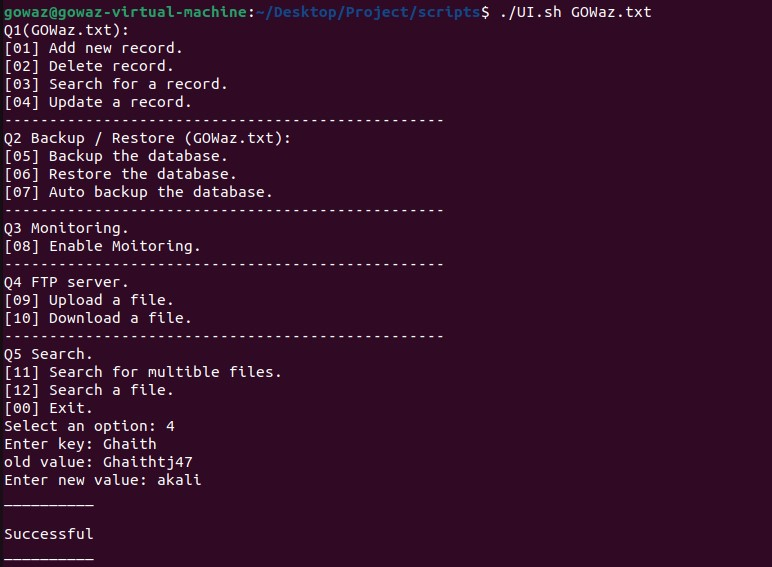 gowaz@gowaz-virtual-machine:~/Desktop/Project/scripts$ ./UI.sh GOWaz.txt
Q1(GOWaz.txt):
[01] Add new record.
[02] Delete record.
[03] Search for a record.
[04] Update a record.
-------------------------------------------------
Q2 Backup / Restore (GOWaz.txt):
[05] Backup the database.
[06] Restore the database.
[07] Auto backup the database.
-------------------------------------------------
Q3 Monitoring.
[08] Enable Moitoring.
-------------------------------------------------
Q4 FTP server.
[09] Upload a file.
[10] Download a file.
-------------------------------------------------
Q5 Search.
[11] Search for multible files.
[12] Search a file.
[00] Exit.
Select an option: 4
Enter key: Ghaith
old value: Ghaithtj47
Enter new value: akali
__________
Successful
__________